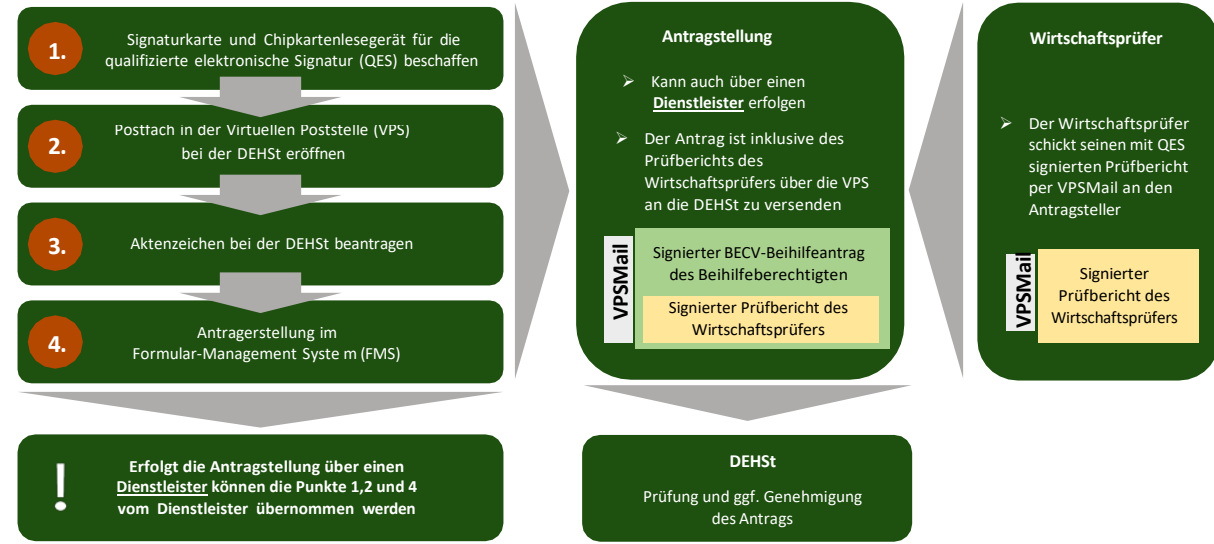 1.
Signaturkarte und Chipkartenlesegerät für die
qualifizierte elektronische Signatur (QES) beschaffen
2.
Postfach in der Virtuellen Poststelle (VPS)
bei der DEHSt eröffnen
3.
Aktenzeichen bei der DEHSt beantragen
4.
Antragerstellung im
Formular-Management Syste m (FMS)
!
Erfolgt die Antragstellung über einen
Dienstleister können die Punkte 1,2 und 4
vom Dienstleister übernommen werden
Antragstellung
➢ Kann auch über einen
Dienstleister erfolgen
➢ Der Antrag ist inklusive des
Prüfberichts des
Wirtschaftsprüfers über die VPS
an die DEHSt zu versenden
VPSMail
Signierter BECV-Beihilfeantrag
des Beihilfeberechtigten
Signierter Prüfbericht des
Wirtschaftsprüfers
DEHSt
Prüfung und ggf. Genehmigung
des Antrags
Wirtschaftsprüfer
➢ Der Wirtschaftsprüfer
schickt seinen mit QES
signierten Prüfbericht
per VPSMail an den
Antragsteller
VPSMail
Signierter
Prüfbericht des
Wirtschaftsprüfers